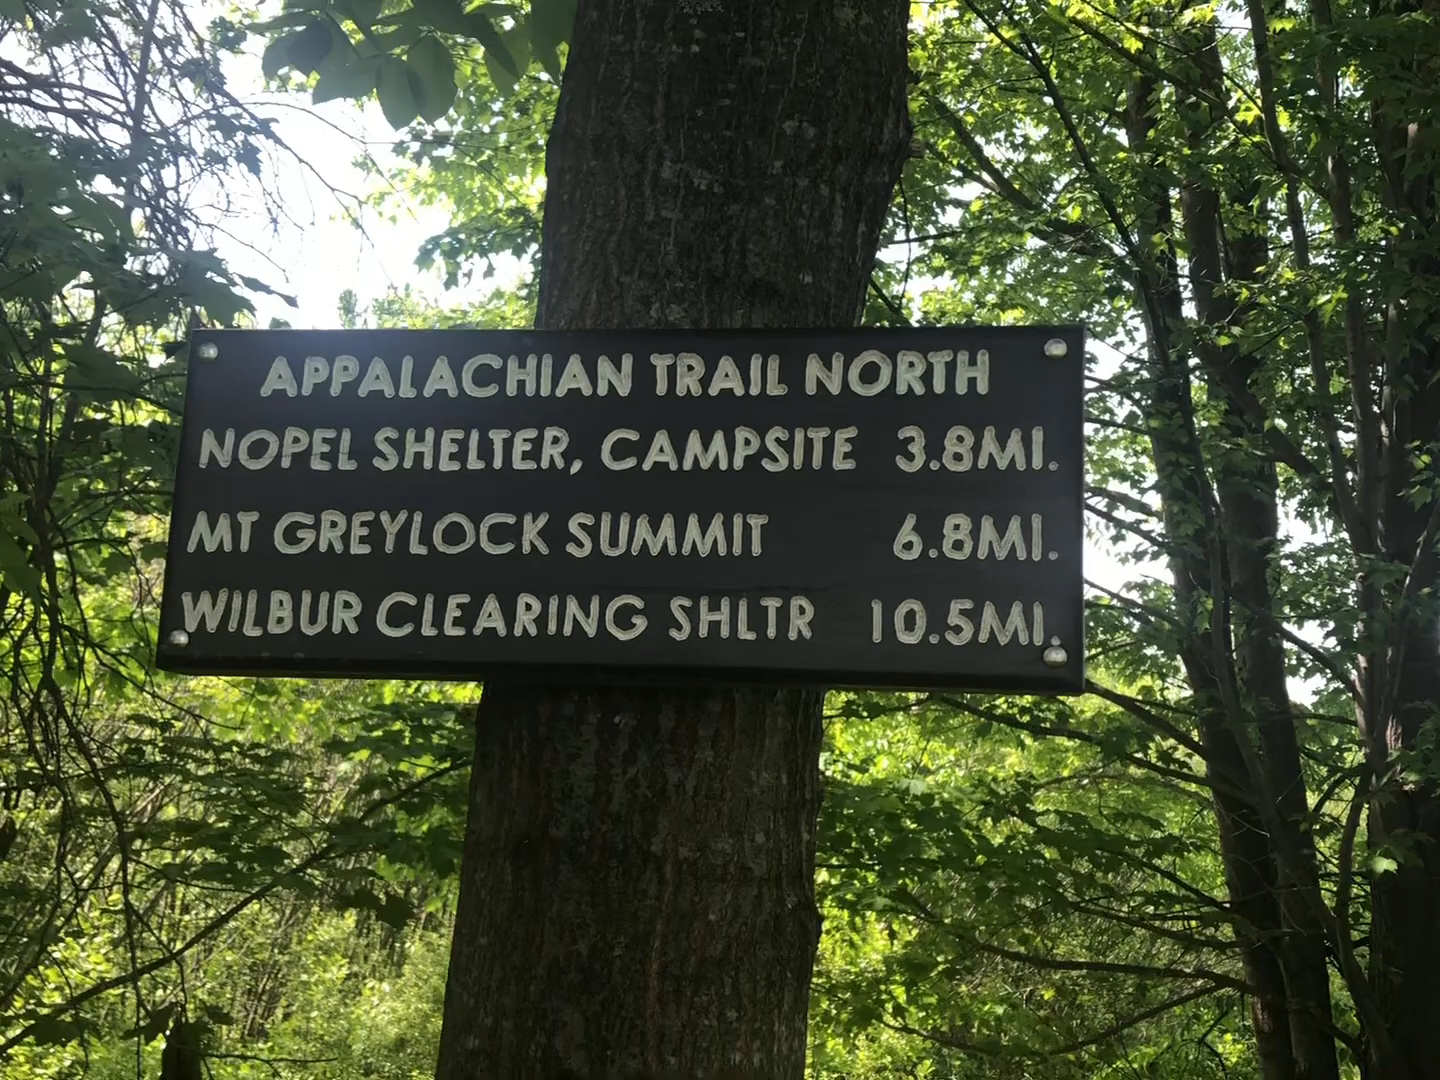 APPALACHIAN TRAIL NORTH
NOPEL SHELTER, CAMPSITE 3.8MI.
MT GREYLOCK SUMMIT 6.8MI.
WILBUR CLEARING SHLTR 10.5MI.